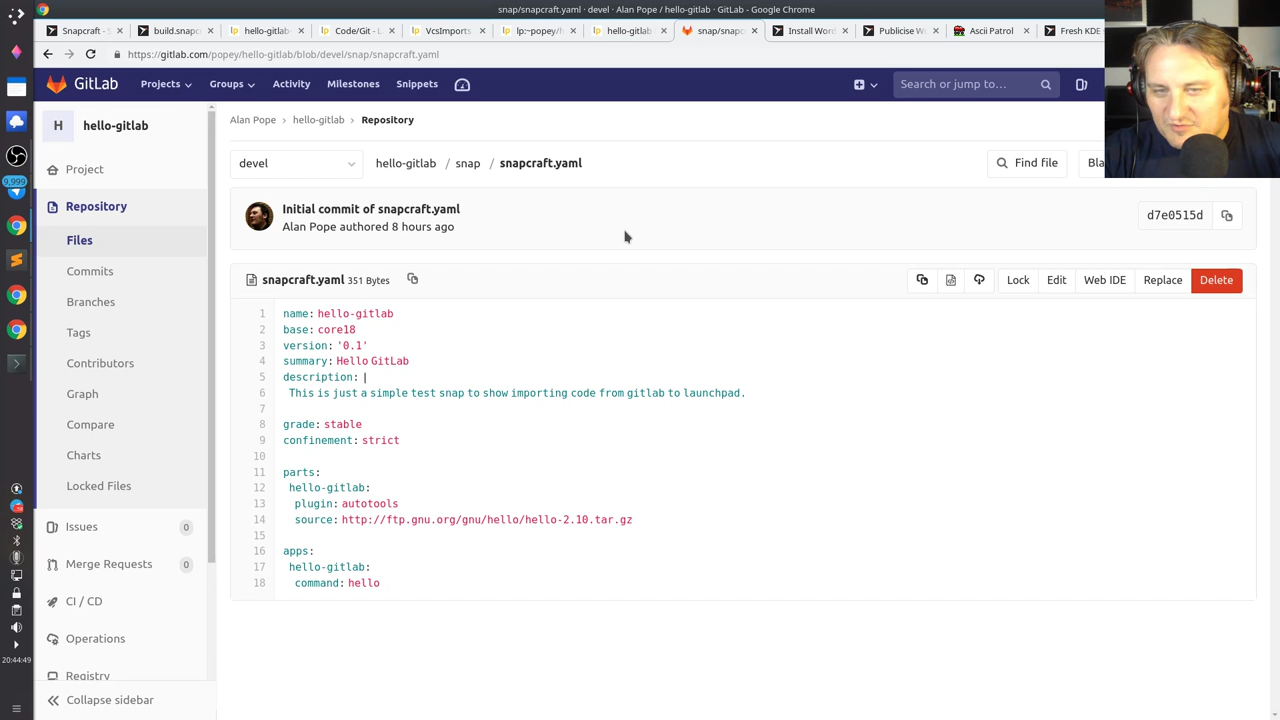 snap/snapcraft.yaml · devel · Alan Pope / hello-gitlab · GitLab - Google Chrome
Snapcraft - S
build.snapc
hello-gitlab
Code/Git - L
VcsImports
lp:~popey/h
hello-gitlab
snap/snapc
Install Word
Publicise W
Ascii Patrol
Fresh KDE s
https://gitlab.com/popey/hello-gitlab/blob/devel/snap/snapcraft.yaml
GitLab
Projects
Groups
Activity
Milestones
Snippets
Search or jump to...
H
hello-gitlab
Project
Repository
Files
Commits
Branches
Tags
Contributors
Graph
Compare
Charts
Locked Files
Issues 0
Merge Requests 0
CI / CD
Operations
Registry
Collapse sidebar
9,999
20:44:49
Alan Pope > hello-gitlab > Repository
devel
hello-gitlab / snap / snapcraft.yaml
Find file
Bla
Initial commit of snapcraft.yaml
Alan Pope authored 8 hours ago
d7e0515d
snapcraft.yaml 351 Bytes
Lock
Edit
Web IDE
Replace
Delete
1 name: hello-gitlab
2 base: core18
3 version: '0.1'
4 summary: Hello GitLab
5 description: |
6 This is just a simple test snap to show importing code from gitlab to launchpad.
7
8 grade: stable
9 confinement: strict
10
11 parts:
12 hello-gitlab:
13 plugin: autotools
14 source: http://ftp.gnu.org/gnu/hello/hello-2.10.tar.gz
15
16 apps:
17 hello-gitlab:
18 command: hello